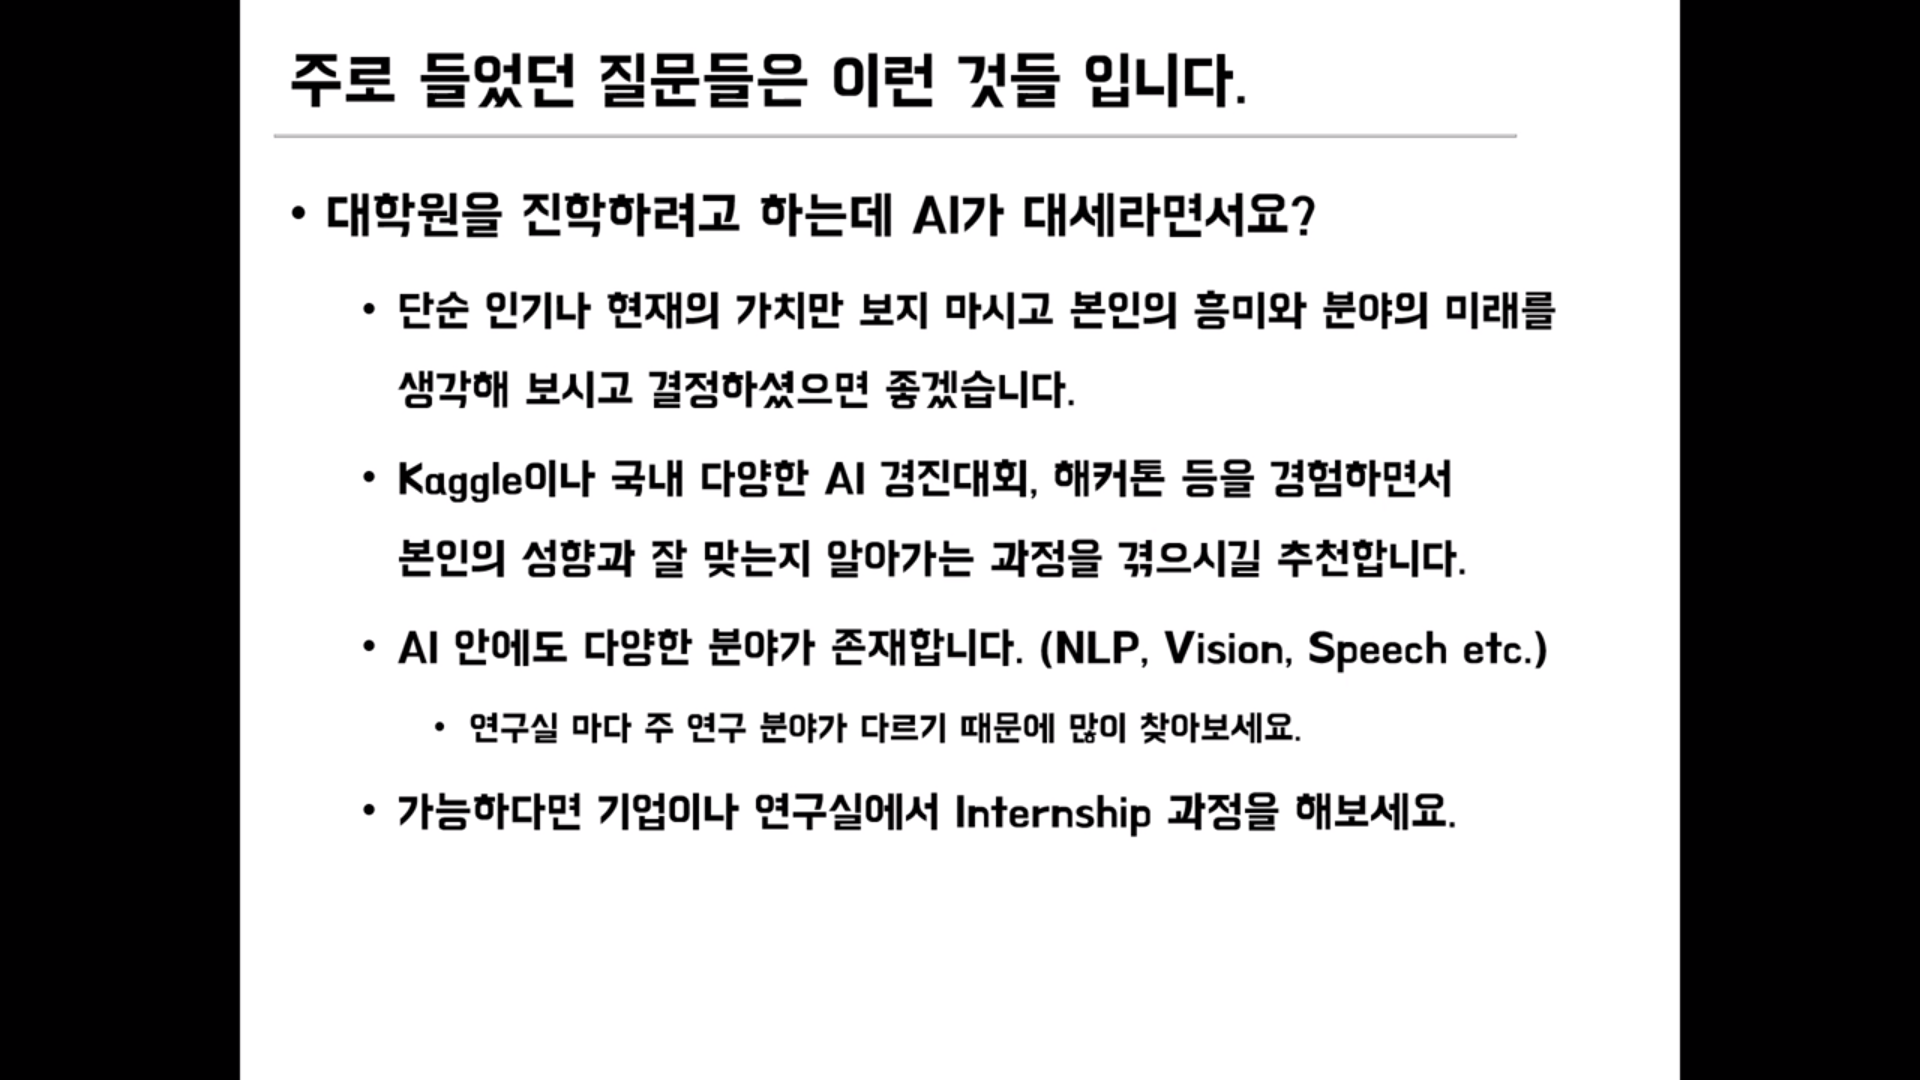 주로 들었던 질문들은 이런 것들 입니다.
• 대학원을 진학하려고 하는데 AI가 대세라면서요?
• 단순 인기나 현재의 가치만 보지 마시고 본인의 흥미와 분야의 미래를
생각해 보시고 결정하셨으면 좋겠습니다.
• Kaggle이나 국내 다양한 AI 경진대회, 해커톤 등을 경험하면서
본인의 성향과 잘 맞는지 알아가는 과정을 겪으시길 추천합니다.
• AI 안에도 다양한 분야가 존재합니다. (NLP, Vision, Speech etc.)
• 연구실 마다 주 연구 분야가 다르기 때문에 많이 찾아보세요.
• 가능하다면 기업이나 연구실에서 Internship 과정을 해보세요.